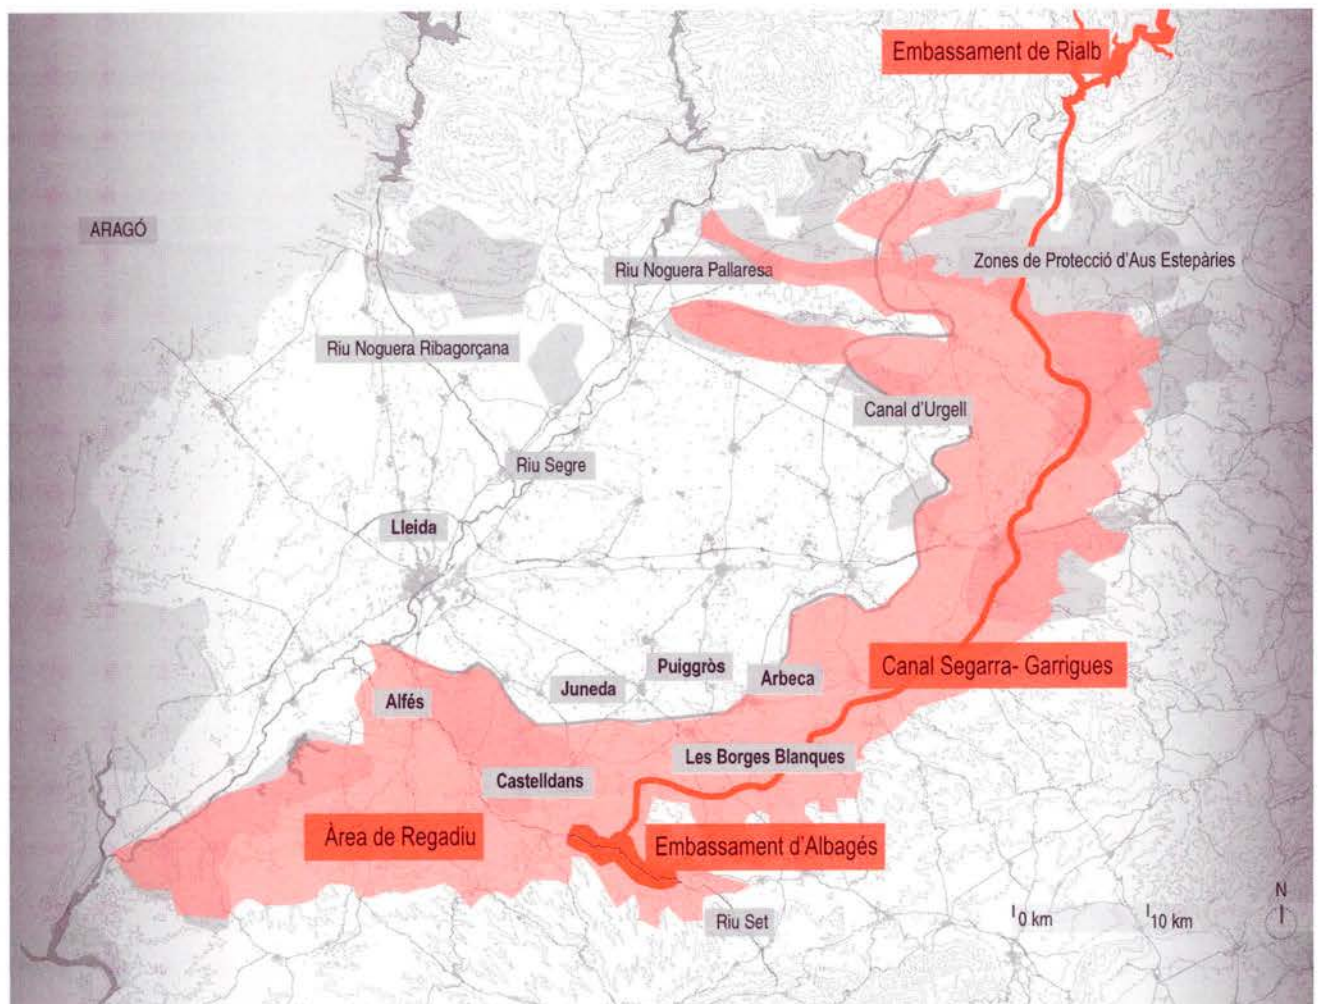 Embassament de Rialb
ARAGÓ
Zones de Protecció d'Aus Estepàries
Riu Noguera Pallaresa
Riu Noguera Ribagorçana
Canal d'Urgell
Riu Segre
Lleida
Canal Segarra- Garrigues
Puiggròs
Arbeca
Juneda
Alfés
Les Borges Blanques
Castelldans
Àrea de Regadiu
Embassament d'Albagés
Riu Set
0 km
10 km
N